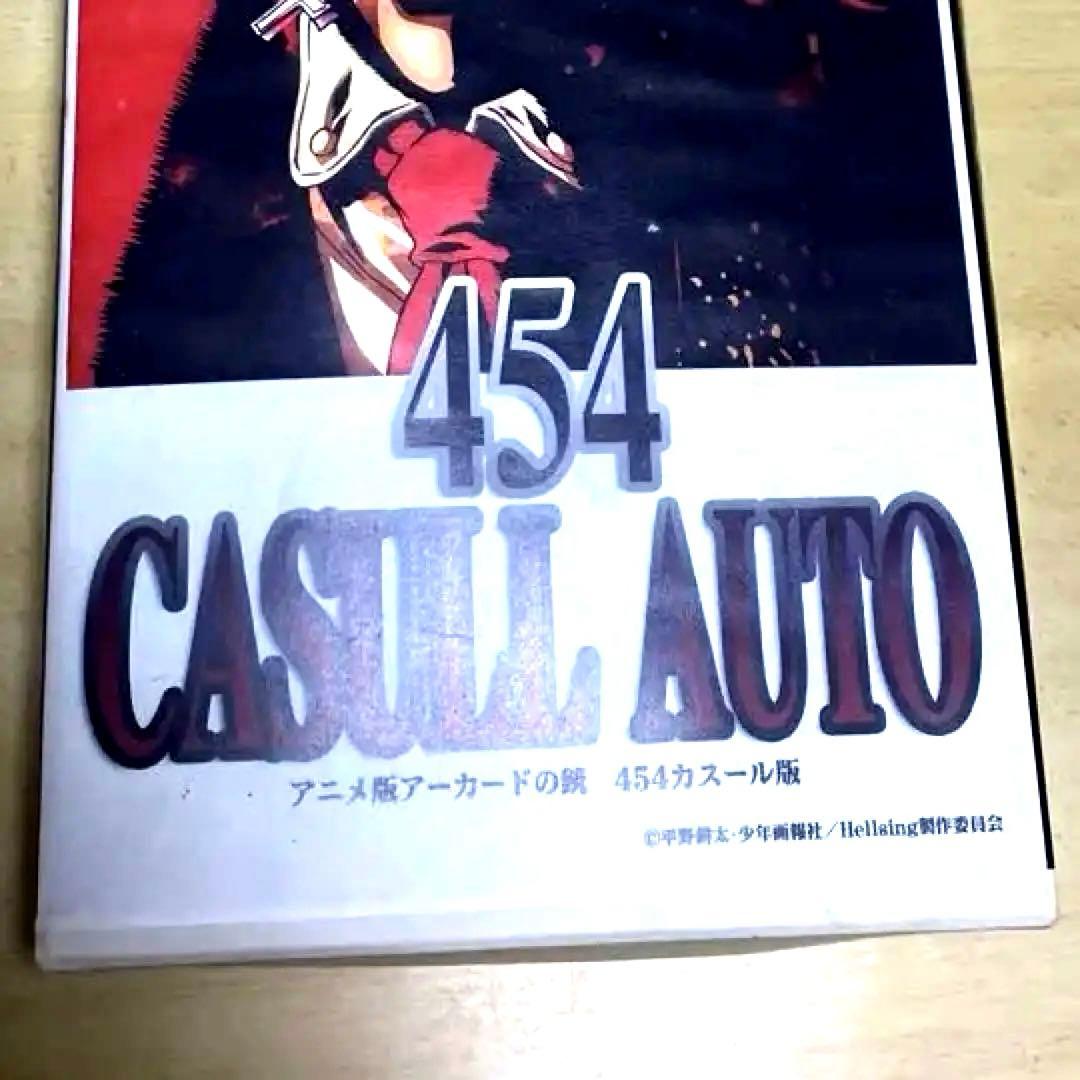 454
CASULL AUTO
アニメ版アーカードの銃 454カスール版
©平野耕太・少年画報社/Hellsing製作委員会